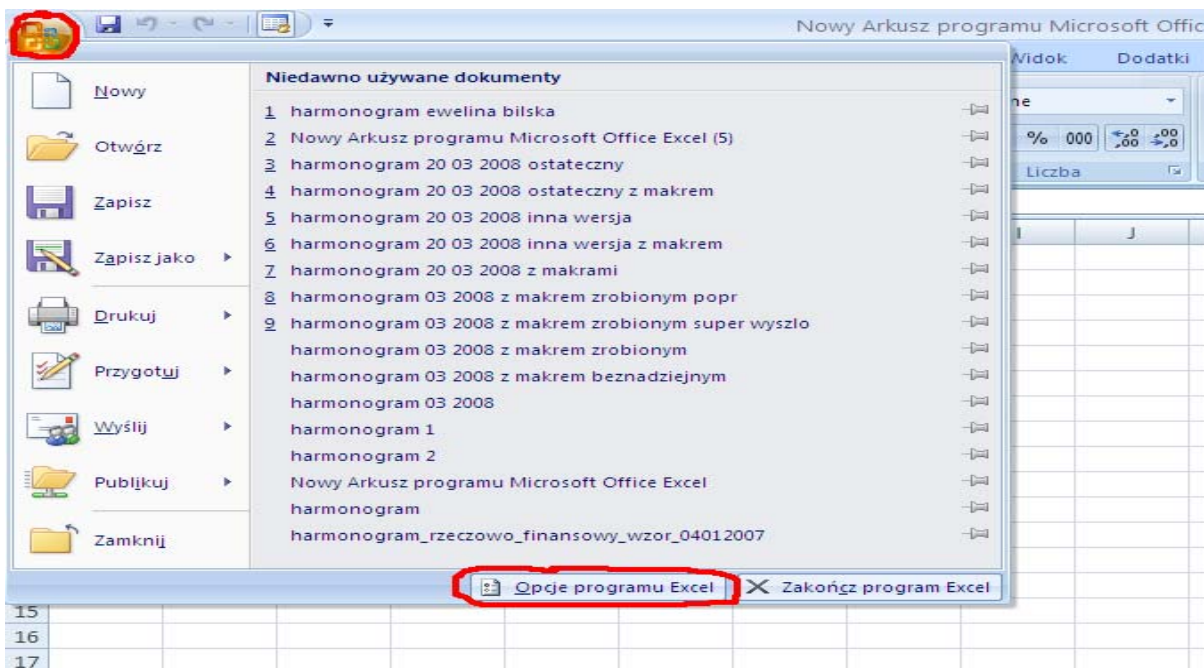 Nowy Arkusz programu Microsoft Offic
Widok Dodatki
Nowy
Otwórz
Zapisz
Zapisz jako
Drukuj
Przygotuj
Wyślij
Publikuj
Zamknij
Niedawno używane dokumenty
1 harmonogram ewelina bilska
2 Nowy Arkusz programu Microsoft Office Excel (5)
3 harmonogram 20 03 2008 ostateczny
4 harmonogram 20 03 2008 ostateczny z makrem
5 harmonogram 20 03 2008 inna wersja
6 harmonogram 20 03 2008 inna wersja z makrem
7 harmonogram 20 03 2008 z makrami
8 harmonogram 03 2008 z makrem zrobionym popr
9 harmonogram 03 2008 z makrem zrobionym super wyszlo
harmonogram 03 2008 z makrem zrobionym
harmonogram 03 2008 z makrem beznadziejnym
harmonogram 03 2008
harmonogram 1
harmonogram 2
Nowy Arkusz programu Microsoft Office Excel
harmonogram
harmonogram_rzeczowo_finansowy_wzor_04012007
Opcje programu Excel Zakończ program Excel
ne
% 000 ,00 ,0 ,00 ,0
Liczba
I J
15
16
17